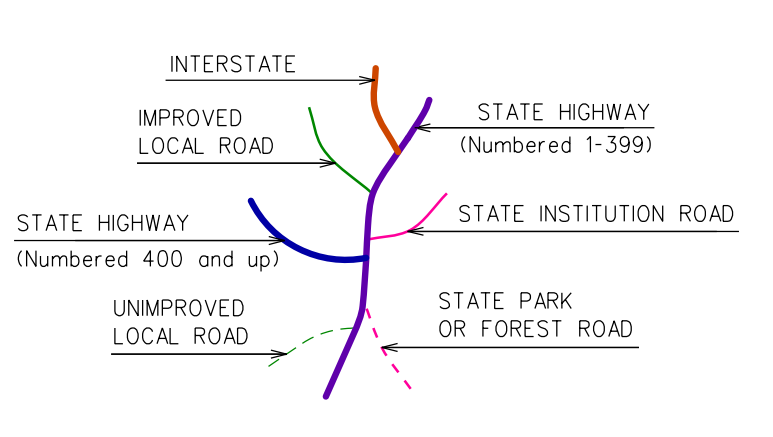 INTERSTATE
STATE HIGHWAY
(Numbered 1-399)
IMPROVED
LOCAL ROAD
STATE HIGHWAY
(Numbered 400 and up)
STATE INSTITUTION ROAD
UNIMPROVED
LOCAL ROAD
STATE PARK
OR FOREST ROAD